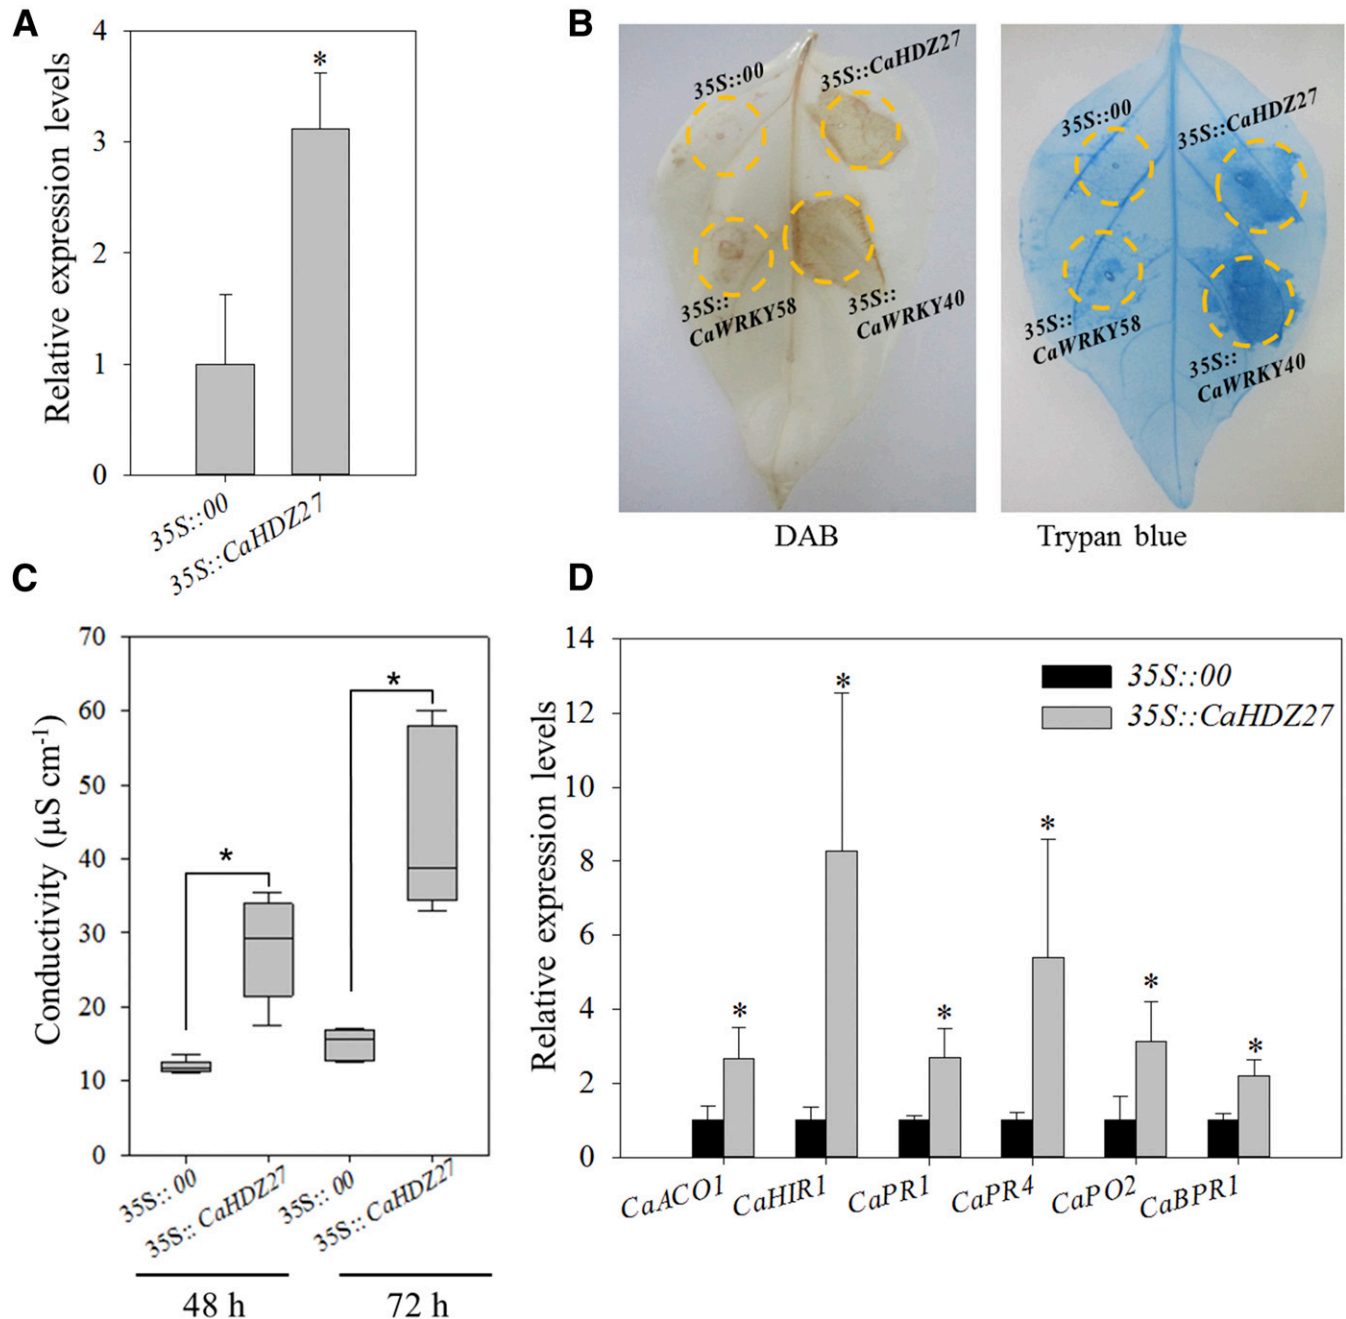 A
Relative expression levels
4
3
2
1
0
*
35S::00
35S::CaHDZ27
B
35S::00
35S::CaHDZ27
35S::
CaWRKY58
35S::
CaWRKY40
DAB
35S::00
35S::CaHDZ27
35S::
CaWRKY58
35S::
CaWRKY40
Trypan blue
C
Conductivity (µS cm-1)
70
60
50
40
30
20
10
0
*
*
35S:: 00
35S:: CaHDZ27
35S:: 00
35S:: CaHDZ27
48 h
72 h
D
Relative expression levels
14
12
10
8
6
4
2
0
35S::00
35S::CaHDZ27
*
*
*
*
*
*
CaACO1
CaHIR1
CaPR1
CaPR4
CaPO2
CaBPR1